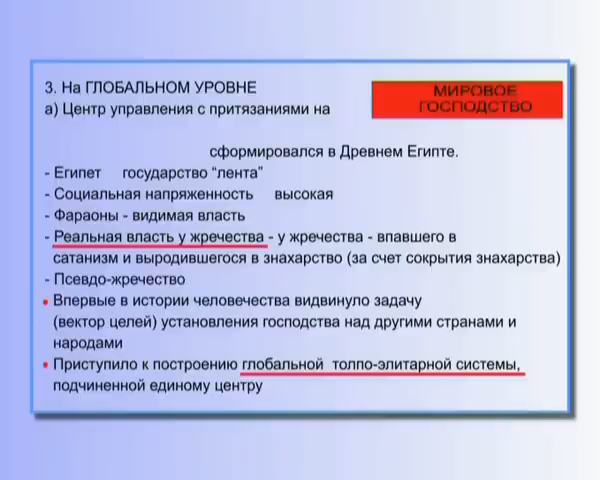 3. На ГЛОБАЛЬНОМ УРОВНЕ
а) Центр управления с притязаниями на
МИРОВОЕ
ГОСПОДСТВО
сформировался в Древнем Египте.
- Египет государство “лента”
- Социальная напряженность высокая
- Фараоны - видимая власть
- Реальная власть у жречества - у жречества - впавшего в
сатанизм и выродившегося в знахарство (за счет сокрытия знахарства)
- Псевдо-жречество
• Впервые в истории человечества видвинуло задачу
(вектор целей) установления господства над другими странами и
народами
• Приступило к построению глобальной толпо-элитарной системы,
подчиненной единому центру